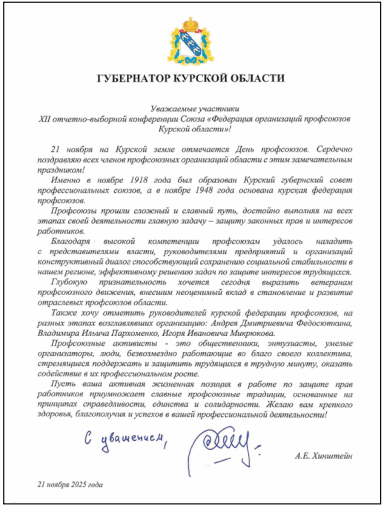 ГУБЕРНАТОР КУРСКОЙ ОБЛАСТИ
Уважаемые участники
XII отчетно-выборной конференции Союза «Федерация организаций профсоюзов
Курской области»!
21 ноября на Курской земле отмечается День профсоюзов. Сердечно
поздравляю всех членов профсоюзных организаций области с этим замечательным
праздником!
Именно в ноябре 1918 года был образован Курский губернский совет
профессиональных союзов, а в ноябре 1948 года основана курская федерация
профсоюзов.
Профсоюзы прошли сложный и славный путь, достойно выполняя на всех
этапах своей деятельности главную задачу – защиту законных прав и интересов
работников.
Благодаря высокой компетенции профсоюзам удалось наладить
с представителями власти, руководителями предприятий и организаций
конструктивный диалог способствующий сохранению социальной стабильности в
нашем регионе, эффективному решению задач по защите интересов трудящихся.
Глубокую признательность хочется сегодня выразить ветеранам
профсоюзного движения, внесшим неоценимый вклад в становление и развитие
отраслевых профсоюзов области.
Также хочу отметить руководителей курской федерации профсоюзов, на
разных этапах возглавлявших организацию: Андрея Дмитриевича Федосюткина,
Владимира Ильича Пархоменко, Игоря Ивановича Микрюкова.
Профсоюзные активисты - это общественники, энтузиасты, умелые
организаторы, люди, безвозмездно работающие во благо своего коллектива,
стремящиеся поддержать и защитить трудящихся в трудную минуту, оказать
содействие в их профессиональном росте.
Пусть ваша активная жизненная позиция в работе по защите прав
работников приумножает славные профсоюзные традиции, основанные на
принципах справедливости, единства и солидарности. Желаю вам крепкого
здоровья, благополучия и успехов в вашей профессиональной деятельности!
С уважением,
А.Е. Хинштейн
21 ноября 2025 года